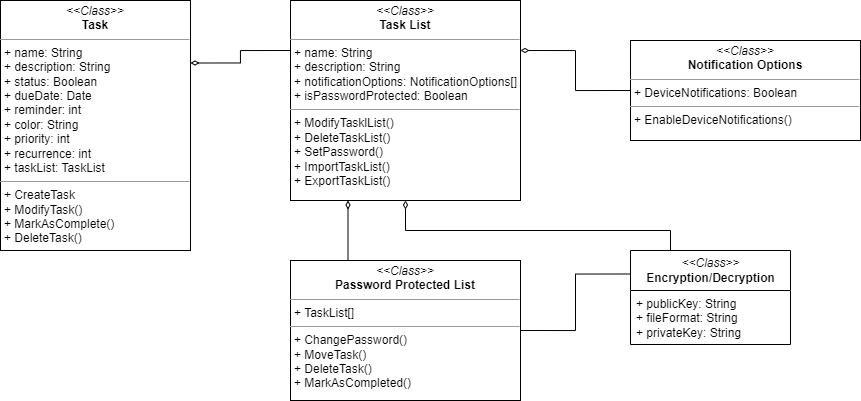 <<Class>>
Task
+ name: String
+ description: String
+ status: Boolean
+ dueDate: Date
+ reminder: int
+ color: String
+ priority: int
+ recurrence: int
+ taskList: TaskList
+ CreateTask
+ ModifyTask()
+ MarkAsComplete()
+ DeleteTask()
<<Class>>
Task List
+ name: String
+ description: String
+ notificationOptions: NotificationOptions[]
+ isPasswordProtected: Boolean
+ ModifyTasklList()
+ DeleteTaskList()
+ SetPassword()
+ ImportTaskList()
+ ExportTaskList()
<<Class>>
Notification Options
+ DeviceNotifications: Boolean
+ EnableDeviceNotifications()
<<Class>>
Password Protected List
+ TaskList[]
+ ChangePassword()
+ MoveTask()
+ DeleteTask()
+ MarkAsCompleted()
<<Class>>
Encryption/Decryption
+ publicKey: String
+ fileFormat: String
+ privateKey: String